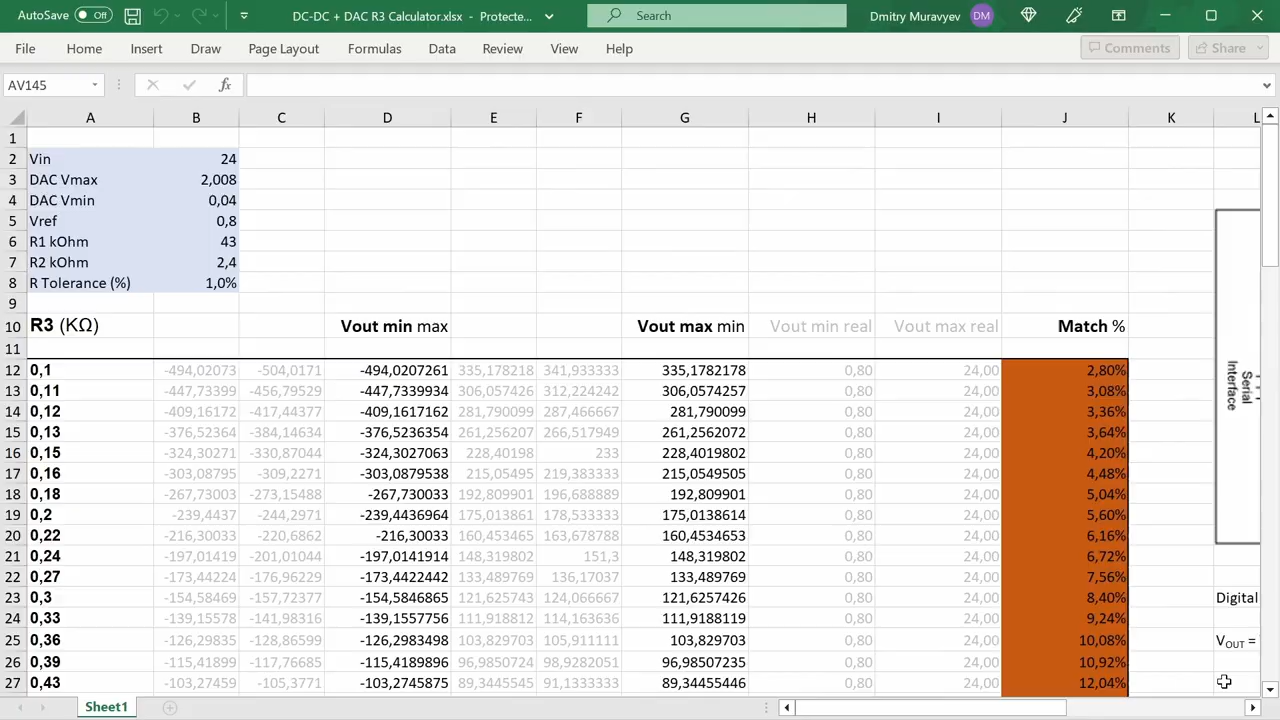 AutoSave Off DC-DC + DAC R3 Calculator.xlsx - Protecte... Search Dmitry Muravyev DM
File Home Insert Draw Page Layout Formulas Data Review View Help Comments Share
AV145 fx
A B C D E F G H I J K L
1
2 Vin 24
3 DAC Vmax 2,008
4 DAC Vmin 0,04
5 Vref 0,8
6 R1 kOhm 43
7 R2 kOhm 2,4
8 R Tolerance (%) 1,0%
9
10 R3 (KΩ) Vout min max Vout max min Vout min real Vout max real Match %
11
12 0,1 -494,02073 -504,0171 -494,0207261 335,178218 341,933333 335,1782178 0,80 24,00 2,80%
13 0,11 -447,73399 -456,79529 -447,7339934 306,057426 312,224242 306,0574257 0,80 24,00 3,08%
14 0,12 -409,16172 -417,44377 -409,1617162 281,790099 287,466667 281,790099 0,80 24,00 3,36%
15 0,13 -376,52364 -384,14634 -376,5236354 261,256207 266,517949 261,2562072 0,80 24,00 3,64%
16 0,15 -324,30271 -330,87044 -324,3027063 228,40198 233 228,4019802 0,80 24,00 4,20%
17 0,16 -303,08795 -309,2271 -303,0879538 215,05495 219,383333 215,0549505 0,80 24,00 4,48%
18 0,18 -267,73003 -273,15488 -267,730033 192,809901 196,688889 192,809901 0,80 24,00 5,04%
19 0,2 -239,4437 -244,2971 -239,4436964 175,013861 178,533333 175,0138614 0,80 24,00 5,60%
20 0,22 -216,30033 -220,6862 -216,30033 160,453465 163,678788 160,4534653 0,80 24,00 6,16%
21 0,24 -197,01419 -201,01044 -197,0141914 148,319802 151,3 148,319802 0,80 24,00 6,72%
22 0,27 -173,44224 -176,96229 -173,4422442 133,489769 136,17037 133,489769 0,80 24,00 7,56%
23 0,3 -154,58469 -157,72377 -154,5846865 121,625743 124,066667 121,6257426 0,80 24,00 8,40%
24 0,33 -139,15578 -141,98316 -139,1557756 111,918812 114,163636 111,9188119 0,80 24,00 9,24%
25 0,36 -126,29835 -128,86599 -126,2983498 103,829703 105,911111 103,829703 0,80 24,00 10,08%
26 0,39 -115,41899 -117,76685 -115,4189896 96,9850724 98,9282051 96,98507235 0,80 24,00 10,92%
27 0,43 -103,27459 -105,3771 -103,2745875 89,3445545 91,1333333 89,34455446 0,80 24,00 12,04%
Serial
Interface
Digital
VOUT =
Sheet1